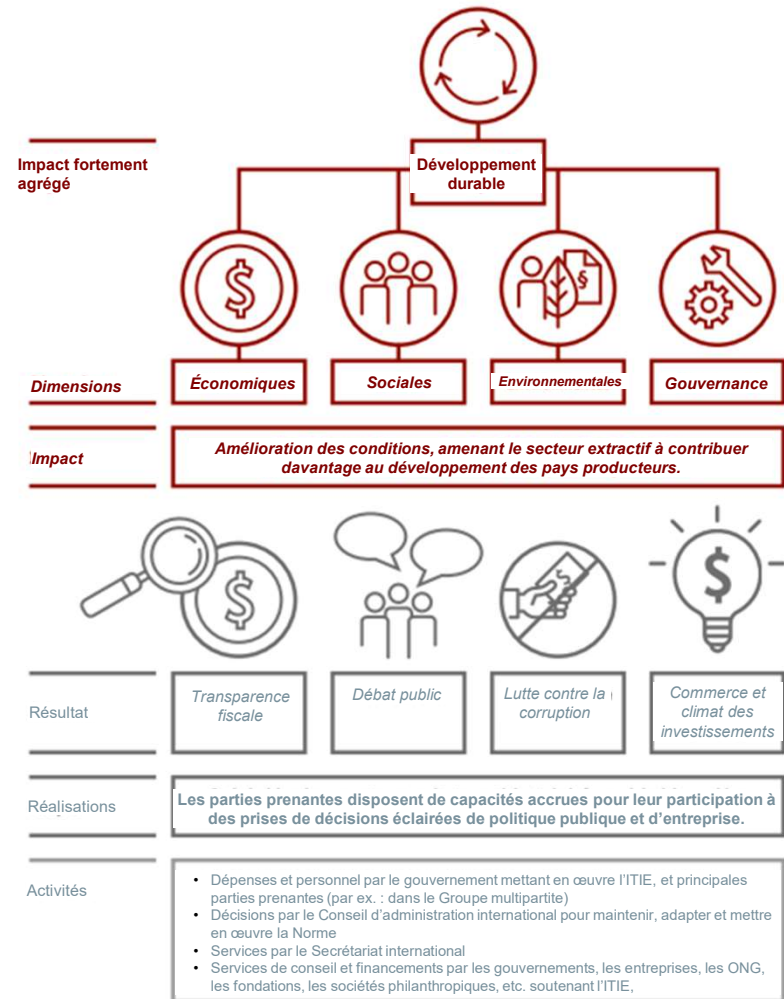 Impact fortement
agrégé
Développement
durable
Dimensions
Économiques
Sociales
Environnementales
Gouvernance
Impact
Amélioration des conditions, amenant le secteur extractif à contribuer
davantage au développement des pays producteurs.
Résultat
Transparence
fiscale
Débat public
Lutte contre la
corruption
Commerce et
climat des
investissements
Réalisations
Les parties prenantes disposent de capacités accrues pour leur participation à
des prises de décisions éclairées de politique publique et d’entreprise.
Activités
• Dépenses et personnel par le gouvernement mettant en œuvre l’ITIE, et principales
parties prenantes (par ex. : dans le Groupe multipartite)
• Décisions par le Conseil d’administration international pour maintenir, adapter et mettre
en œuvre la Norme
• Services par le Secrétariat international
• Services de conseil et financements par les gouvernements, les entreprises, les ONG,
les fondations, les sociétés philanthropiques, etc. soutenant l’ITIE,